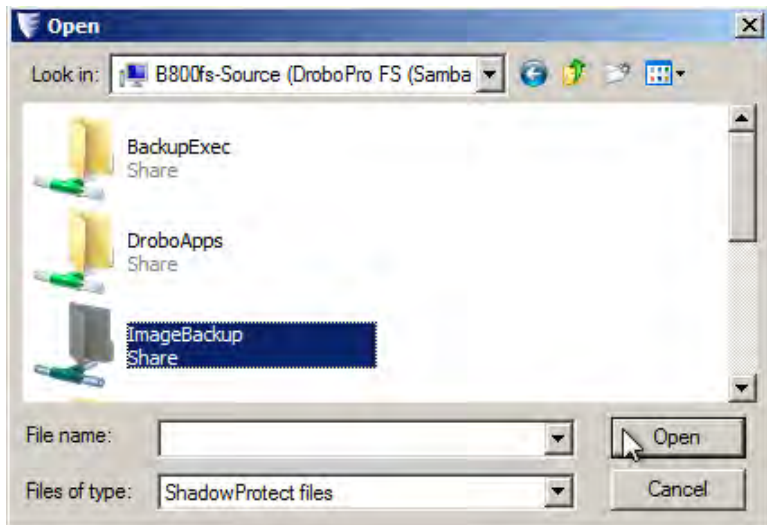 Open
Look in: B800fs-Source (DroboPro FS (Samba
BackupExec
Share
DroboApps
Share
ImageBackup
Share
File name: Open
Files of type: ShadowProtect files Cancel